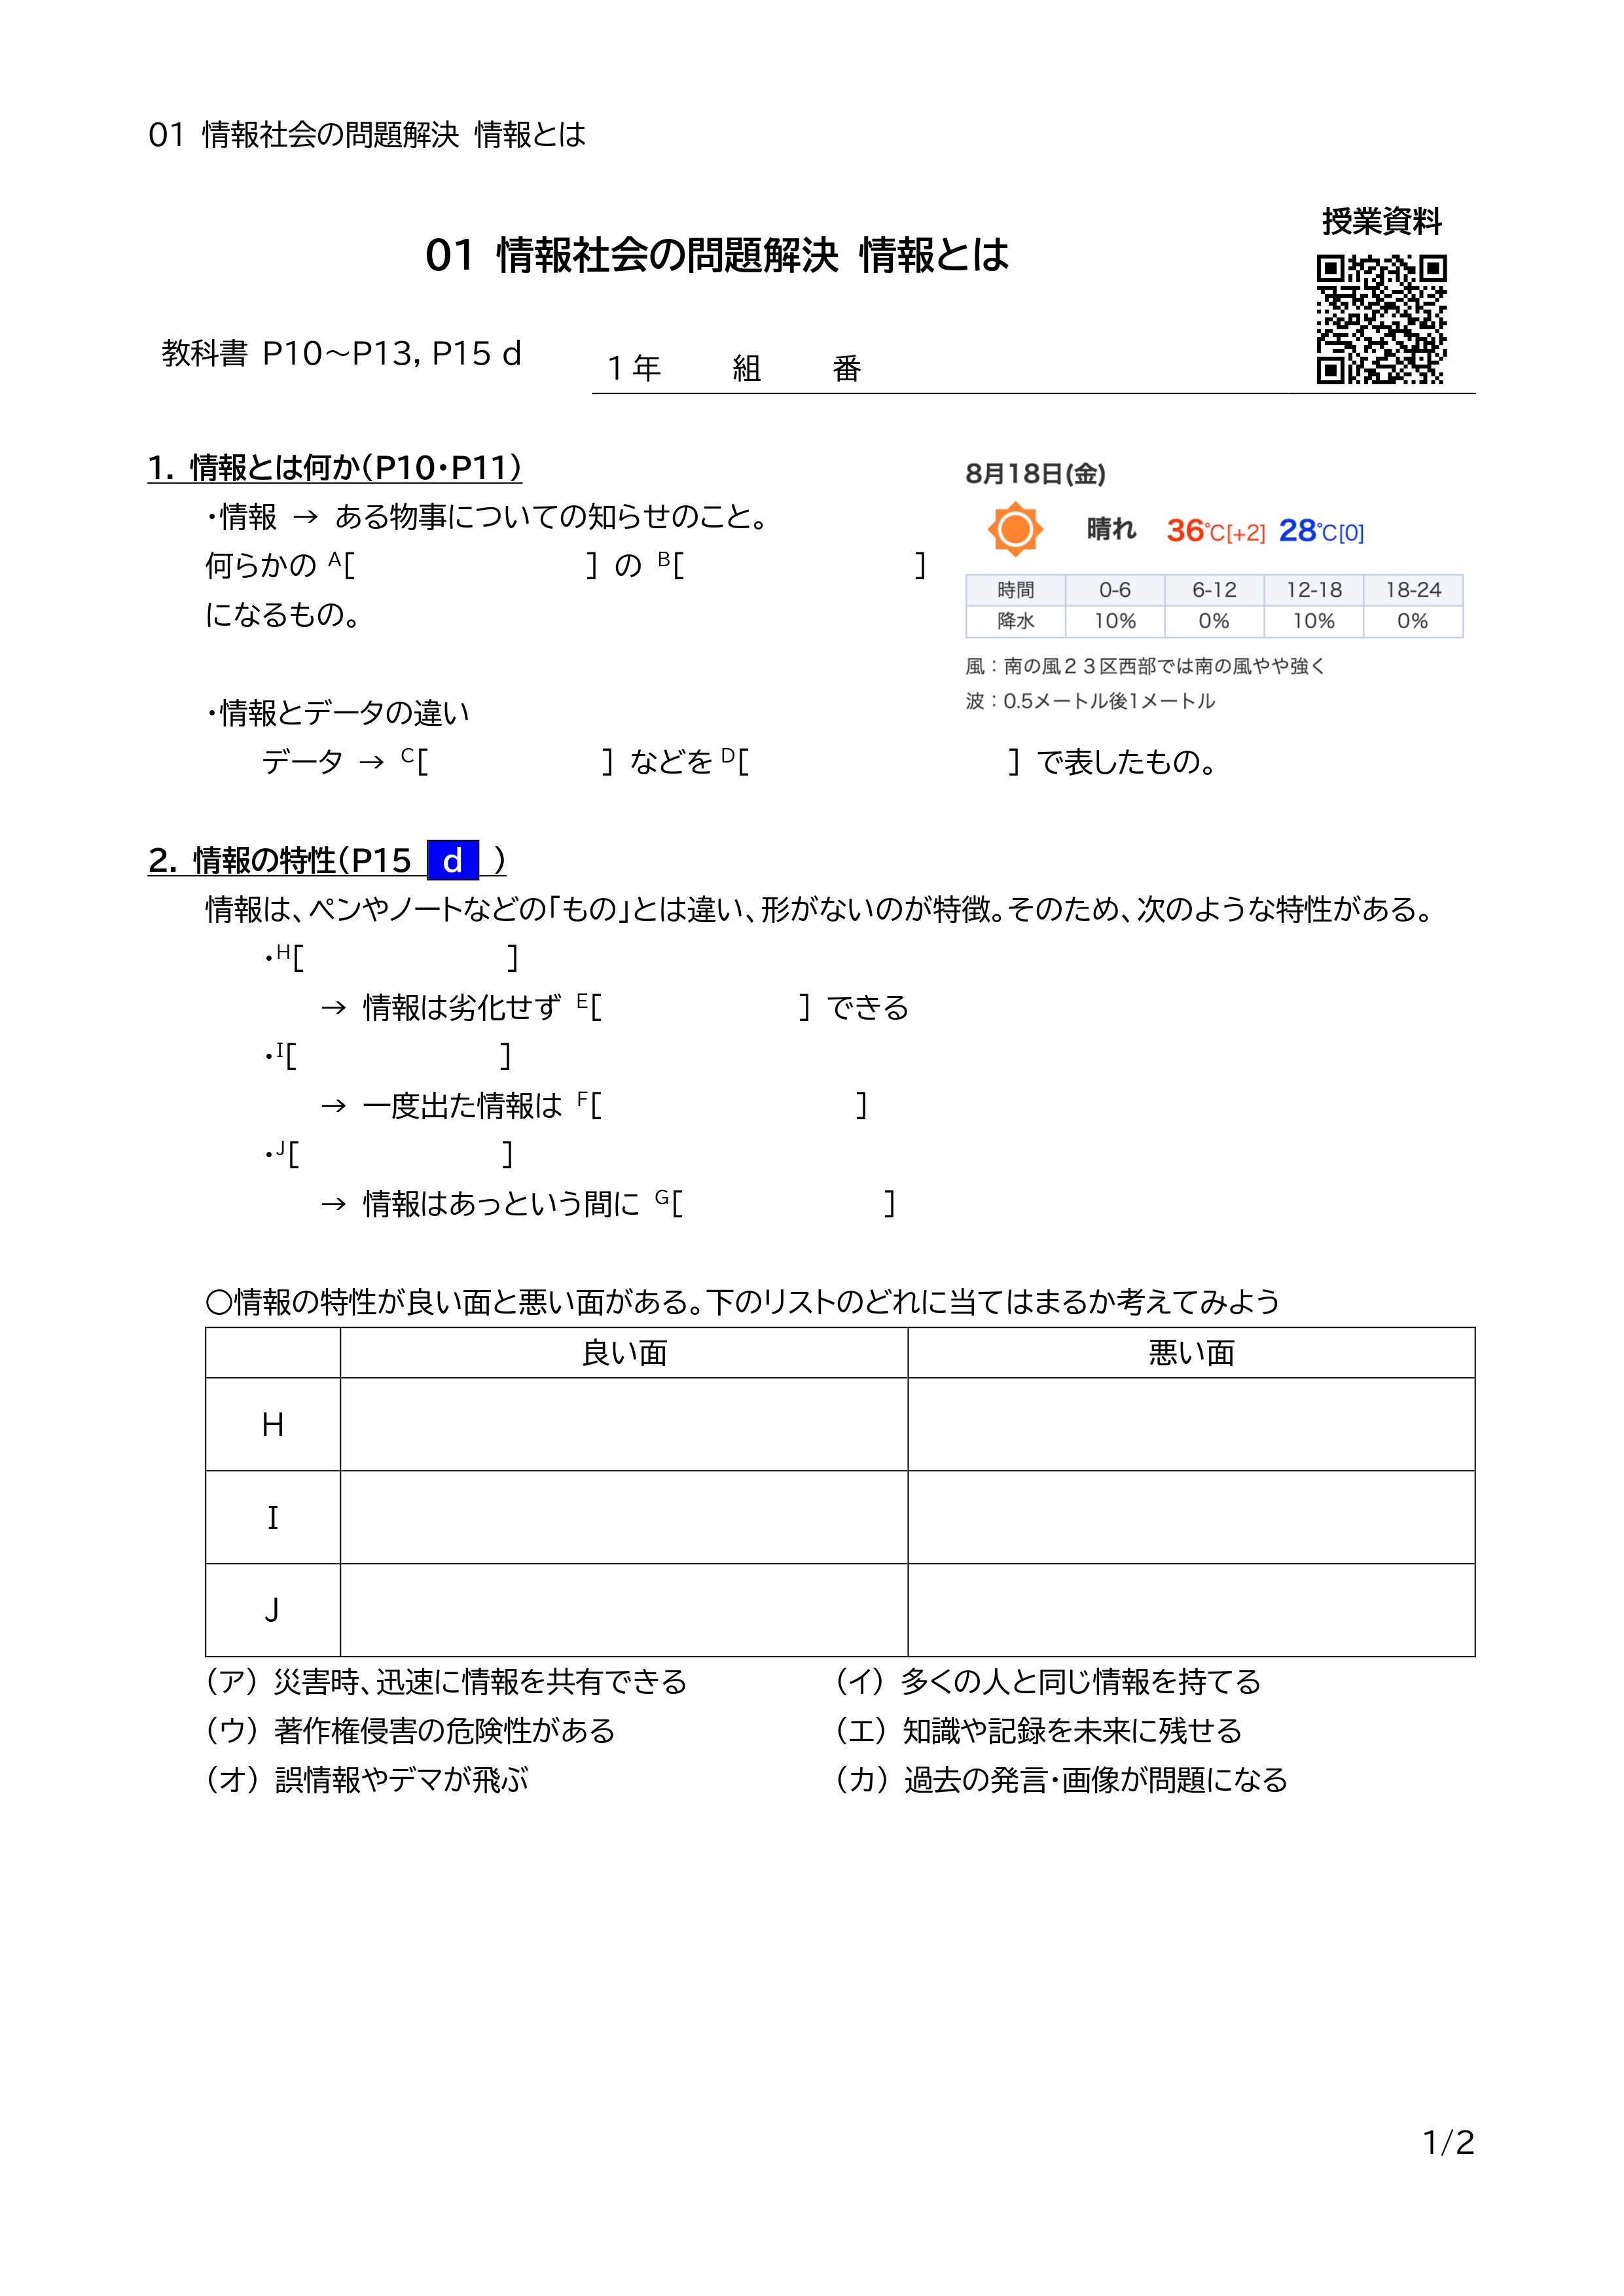 01 情報社会の問題解決 情報とは
授業資料
01 情報社会の問題解決 情報とは
教科書 P10～P13, P15 d
1年 組 番
1. 情報とは何か（P10・P11）
・情報 → ある物事についての知らせのこと。
何らかの A[ ] の B[ ]
になるもの。
8月18日(金)
晴れ 36℃[+2] 28℃[0]
時間 0-6 6-12 12-18 18-24
降水 10% 0% 10% 0%
風：南の風２３区西部では南の風やや強く
波：0.5メートル後1メートル
・情報とデータの違い
データ → C[ ] などを D[ ] で表したもの。
2. 情報の特性（P15 d ）
情報は、ペンやノートなどの「もの」とは違い、形がないのが特徴。そのため、次のような特性がある。
・H[ ]
→ 情報は劣化せず E[ ] できる
・I[ ]
→ 一度出た情報は F[ ]
・J[ ]
→ 情報はあっという間に G[ ]
〇情報の特性が良い面と悪い面がある。下のリストのどれに当てはまるか考えてみよう
良い面 悪い面
H
I
J
（ア） 災害時、迅速に情報を共有できる （イ） 多くの人と同じ情報を持てる
（ウ） 著作権侵害の危険性がある （エ） 知識や記録を未来に残せる
（オ） 誤情報やデマが飛ぶ （カ） 過去の発言・画像が問題になる
1/2